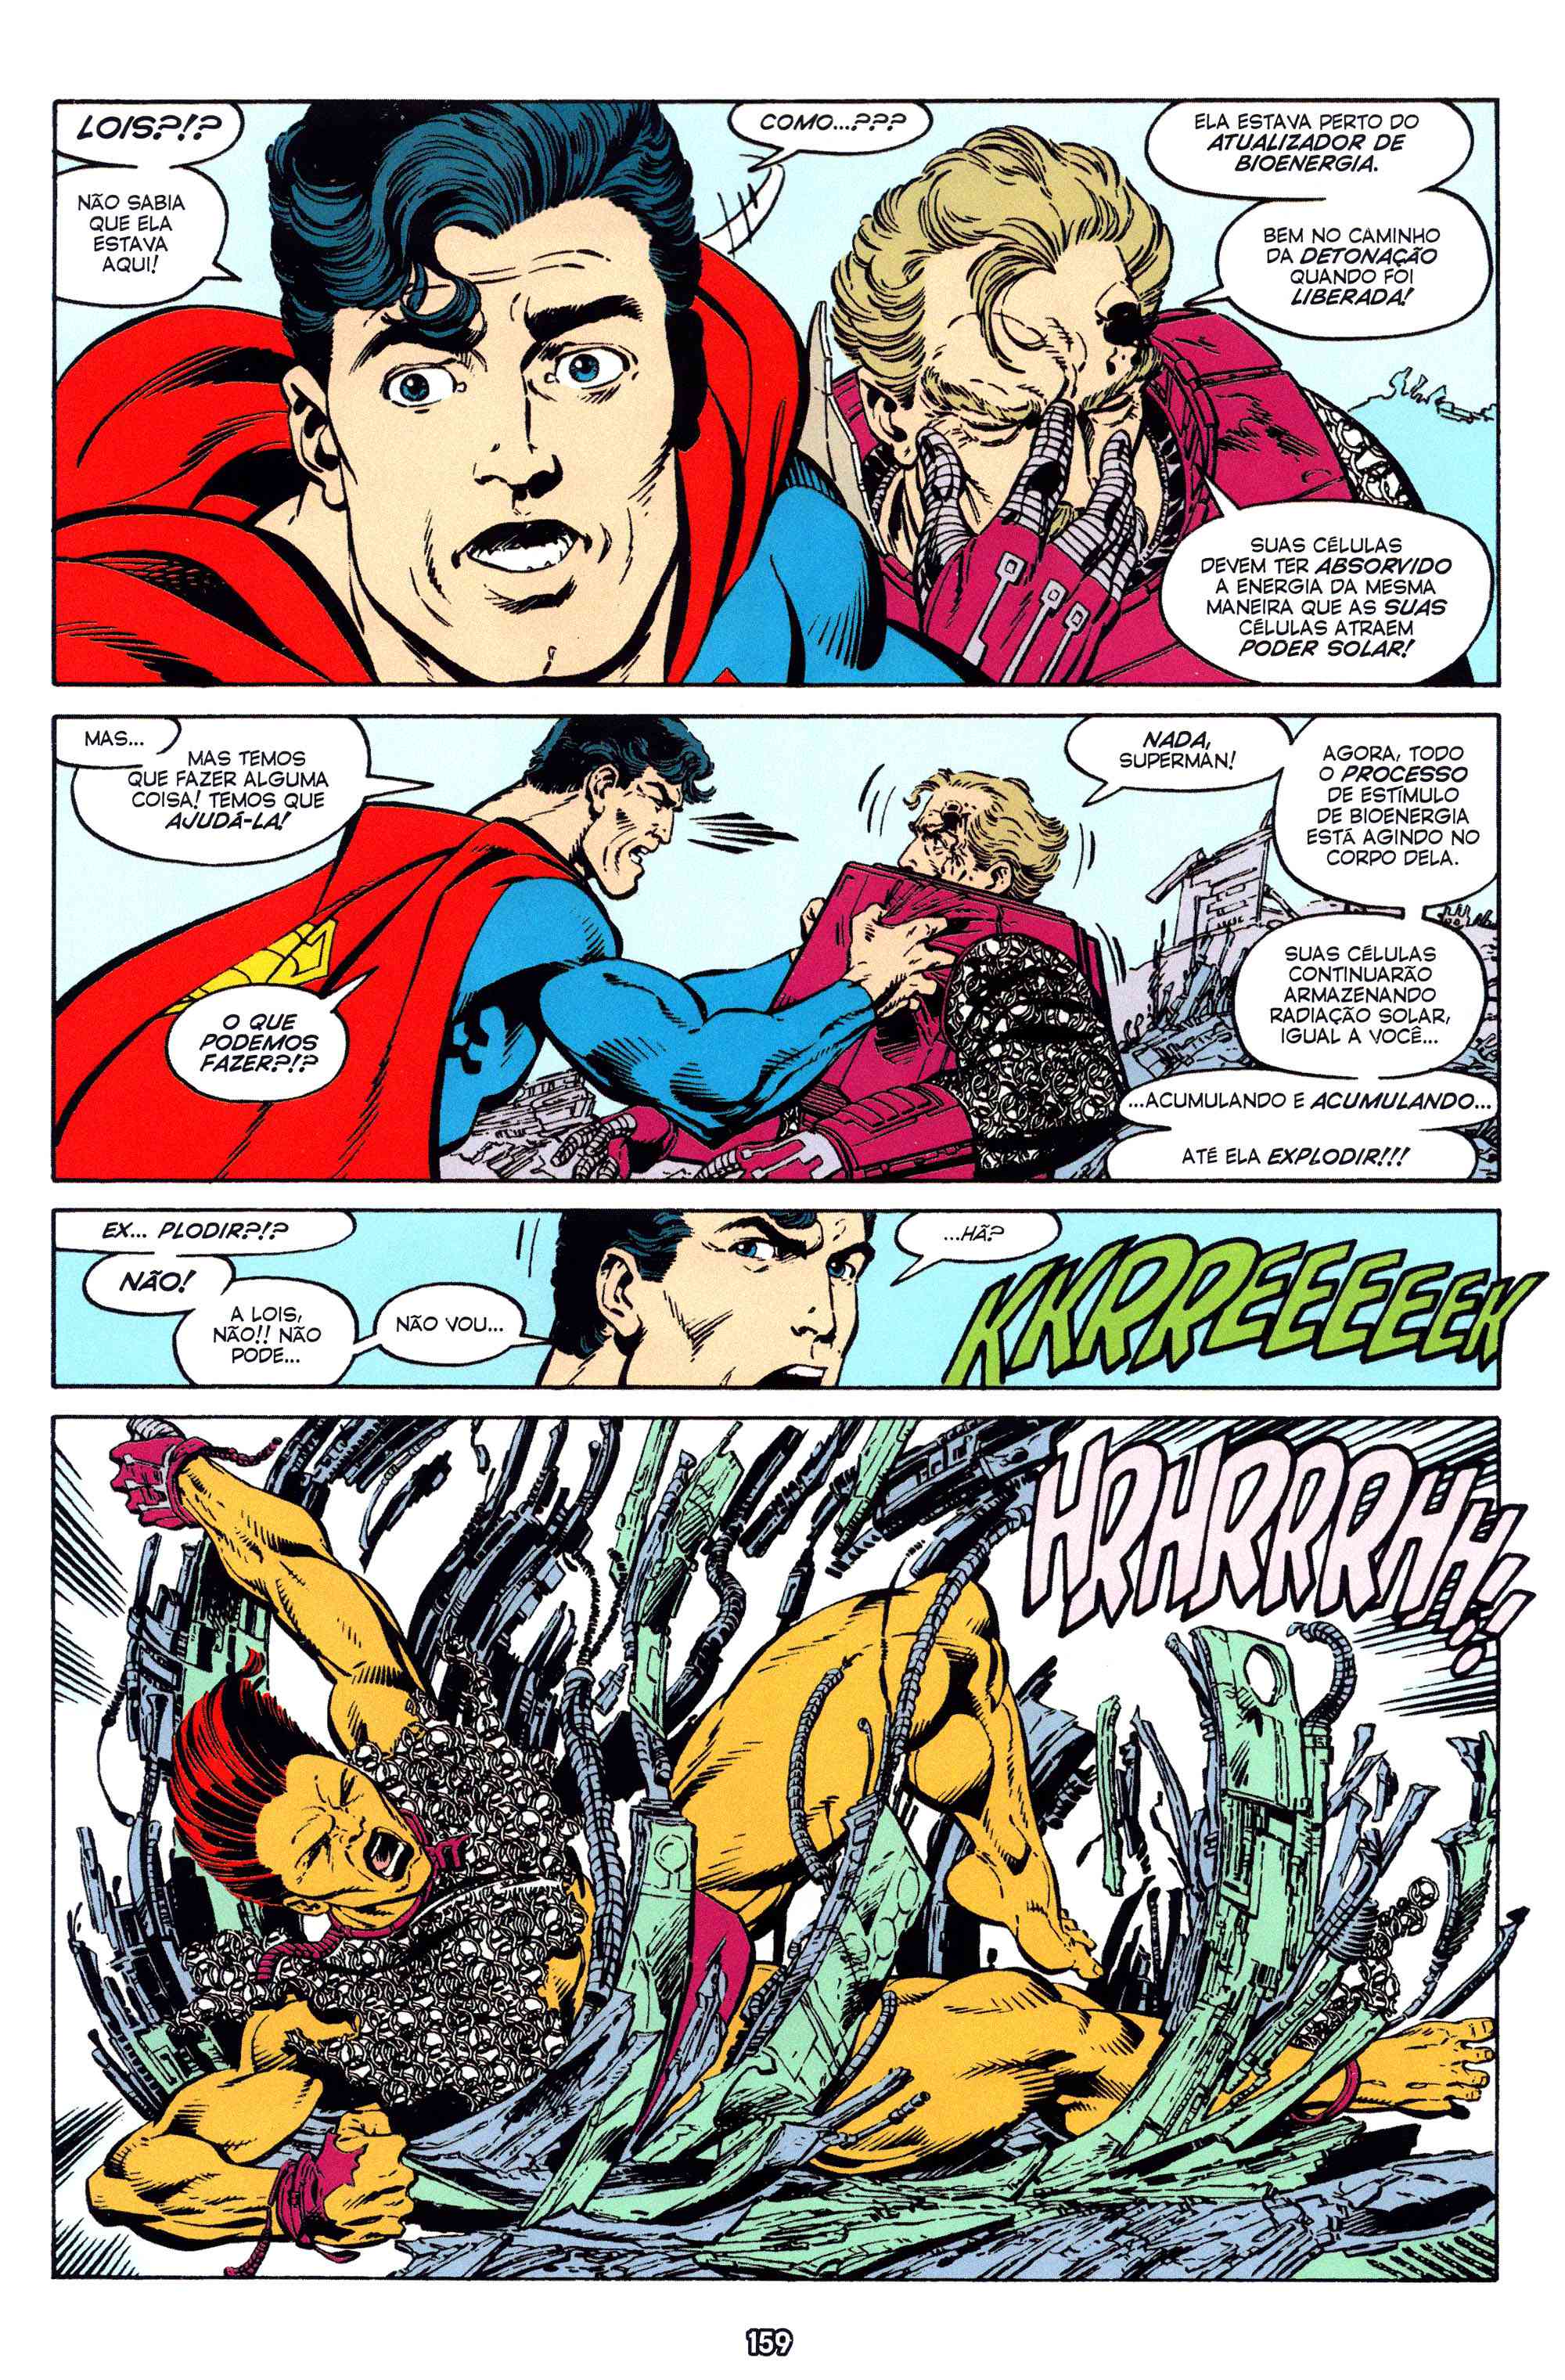 LOIS?!?
NÃO SABIA
QUE ELA
ESTAVA
AQUI!
COMO...???
ELA ESTAVA PERTO DO
ATUALIZADOR DE
BIOENERGIA.
BEM NO CAMINHO
DA DETONAÇÃO
QUANDO FOI
LIBERADA!
SUAS CÉLULAS
DEVEM TER ABSORVIDO
A ENERGIA DA MESMA
MANEIRA QUE AS SUAS
CÉLULAS ATRAEM
PODER SOLAR!
MAS...
MAS TEMOS
QUE FAZER ALGUMA
COISA! TEMOS QUE
AJUDÁ-LA!
O QUE
PODEMOS
FAZER?!?
NADA,
SUPERMAN!
AGORA, TODO
O PROCESSO
DE ESTÍMULO
DE BIOENERGIA
ESTÁ AGINDO NO
CORPO DELA.
SUAS CÉLULAS
CONTINUARÃO
ARMAZENANDO
RADIAÇÃO SOLAR,
IGUAL A VOCÊ...
...ACUMULANDO E ACUMULANDO...
ATÉ ELA EXPLODIR!!!
EX... PLODIR?!?
NÃO!
A LOIS,
NÃO!! NÃO
PODE...
NÃO VOU...
...HÃ?
KKRREEEEEEK
HRHRRRRHH!!
159